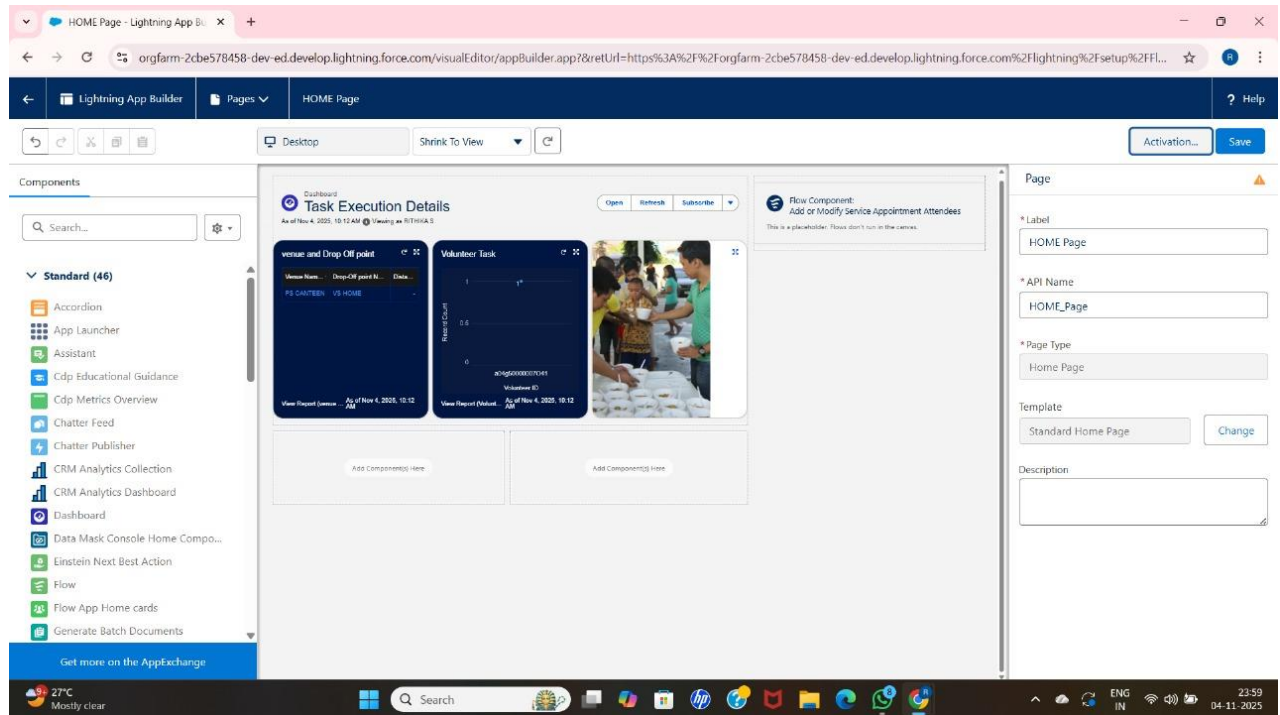 HOME Page - Lightning App Bu
orgfarm-2cbe578458-dev-ed.develop.lightning.force.com/visualEditor/appBuilder.app?&retUrl=https%3A%2F%2Forgfarm-2cbe578458-dev-ed.develop.lightning.force.com%2Flightning%2Fsetup%2FFl...
R
Lightning App Builder
Pages
HOME Page
? Help
Desktop
Shrink To View
Activation...
Save
Components
Search...
Standard (46)
Accordion
App Launcher
Assistant
Cdp Educational Guidance
Cdp Metrics Overview
Chatter Feed
Chatter Publisher
CRM Analytics Collection
CRM Analytics Dashboard
Dashboard
Data Mask Console Home Compo...
Einstein Next Best Action
Flow
Flow App Home cards
Generate Batch Documents
Get more on the AppExchange
Dashboard
Task Execution Details
As of Nov 4, 2025, 10:12 AM Viewing as RITHIKA S
Open
Refresh
Subscribe
venue and Drop Off point
Venue Nam...
Drop-Off point N...
Dista...
PS CANTEEN
VS HOME
-
View Report (venue ...
As of Nov 4, 2025, 10:12 AM
Volunteer Task
Record Count
1
0.5
0
1
Volunteer ID
View Report (Volunt...
As of Nov 4, 2025, 10:12 AM
Flow Component:
Add or Modify Service Appointment Attendees
This is a placeholder. Flows don't run in the canvas.
Add Component(s) Here
Add Component(s) Here
Page
*Label
HOME Page
*API Name
HOME_Page
*Page Type
Home Page
Template
Standard Home Page
Change
Description
9+
27°C
Mostly clear
Search
8
ENG
IN
23:59
04-11-2025